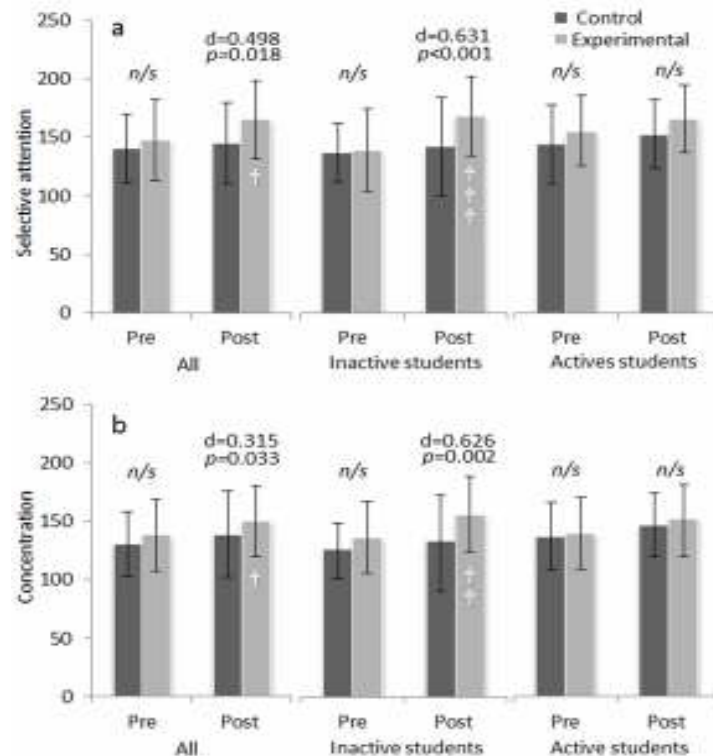 Control
Experimental
a
d=0.498
p=0.018
d=0.631
p<0.001
n/s
n/s
n/s
n/s
Selective attention
250
200
150
100
50
0
†
†
†
†
Pre
Post
Pre
Post
Pre
Post
All
Inactive students
Actives students
b
d=0.315
p=0.033
d=0.626
p=0.002
n/s
n/s
n/s
n/s
Concentration
250
200
150
100
50
0
†
†
†
Pre
Post
Pre
Post
Pre
Post
All
Inactive students
Active students